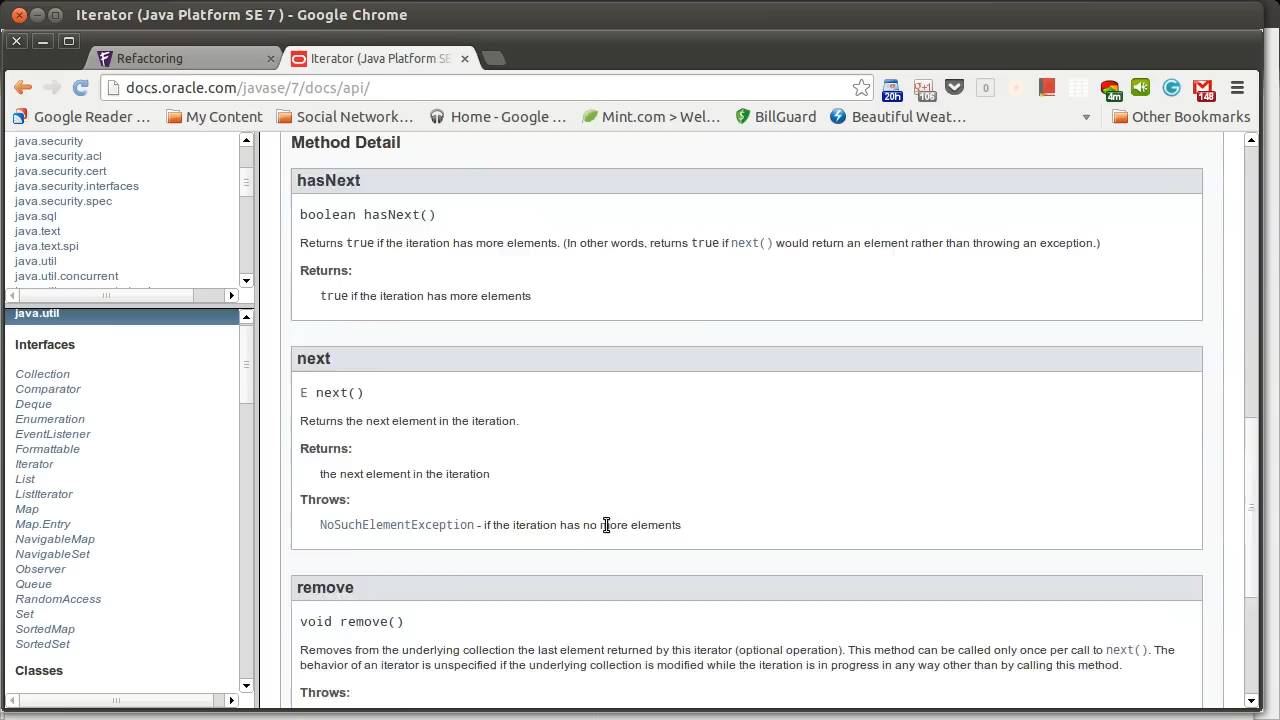 Iterator (Java Platform SE 7 ) - Google Chrome
Refactoring
Iterator (Java Platform SE
docs.oracle.com/javase/7/docs/api/
20h
106
0
4m
148
Google Reader ...
My Content
Social Network...
Home - Google ...
Mint.com > Wel...
BillGuard
Beautiful Weat...
Other Bookmarks
java.security
java.security.acl
java.security.cert
java.security.interfaces
java.security.spec
java.sql
java.text
java.text.spi
java.util
java.util.concurrent
java.util
Interfaces
Collection
Comparator
Deque
Enumeration
EventListener
Formattable
Iterator
List
ListIterator
Map
Map.Entry
NavigableMap
NavigableSet
Observer
Queue
RandomAccess
Set
SortedMap
SortedSet
Classes
Method Detail
hasNext
boolean hasNext()
Returns true if the iteration has more elements. (In other words, returns true if next() would return an element rather than throwing an exception.)
Returns:
true if the iteration has more elements
next
E next()
Returns the next element in the iteration.
Returns:
the next element in the iteration
Throws:
NoSuchElementException - if the iteration has no more elements
remove
void remove()
Removes from the underlying collection the last element returned by this iterator (optional operation). This method can be called only once per call to next(). The
behavior of an iterator is unspecified if the underlying collection is modified while the iteration is in progress in any way other than by calling this method.
Throws: